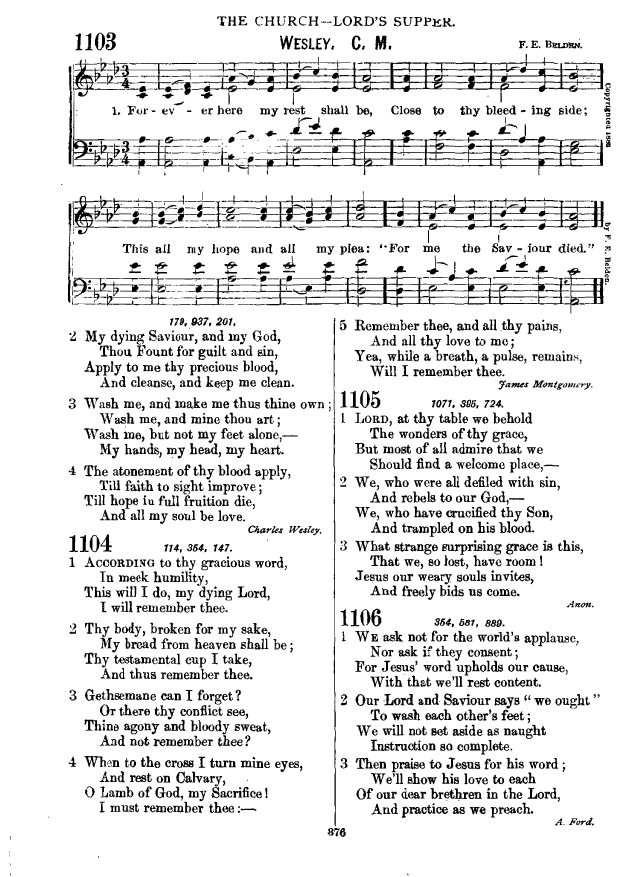 THE CHURCH--LORD'S SUPPER.
1103
WESLEY. C. M.
F. E. BELDEN.
1. For- ev - er here my rest shall be, Close to thy bleed - ing side;
Copyrighted 1886
This all my hope and all my plea: "For me the Sav - iour died."
by F. E. Belden.
179, 937, 201.
2 My dying Saviour, and my God,
Thou Fount for guilt and sin,
Apply to me thy precious blood,
And cleanse, and keep me clean.
3 Wash me, and make me thus thine own;
Wash me, and mine thou art;
Wash me, but not my feet alone,—
My hands, my head, my heart.
4 The atonement of thy blood apply,
Till faith to sight improve;
Till hope in full fruition die,
And all my soul be love.
Charles Wesley.
1104
114, 354, 147.
1 ACCORDING to thy gracious word,
In meek humility,
This will I do, my dying Lord,
I will remember thee.
2 Thy body, broken for my sake,
My bread from heaven shall be;
Thy testamental cup I take,
And thus remember thee.
3 Gethsemane can I forget?
Or there thy conflict see,
Thine agony and bloody sweat,
And not remember thee?
4 When to the cross I turn mine eyes,
And rest on Calvary,
O Lamb of God, my Sacrifice!
I must remember thee:—
5 Remember thee, and all thy pains,
And all thy love to me;
Yea, while a breath, a pulse, remains,
Will I remember thee.
James Montgomery.
1105
1071, 395, 724.
1 LORD, at thy table we behold
The wonders of thy grace,
But most of all admire that we
Should find a welcome place,—
2 We, who were all defiled with sin,
And rebels to our God,—
We, who have crucified thy Son,
And trampled on his blood.
3 What strange surprising grace is this,
That we, so lost, have room!
Jesus our weary souls invites,
And freely bids us come.
Anon.
1106
354, 581, 889.
1 WE ask not for the world's applause,
Nor ask if they consent;
For Jesus' word upholds our cause,
With that we'll rest content.
2 Our Lord and Saviour says "we ought"
To wash each other's feet;
We will not set aside as naught
Instruction so complete.
3 Then praise to Jesus for his word;
We'll show his love to each
Of our dear brethren in the Lord,
And practice as we preach.
A. Ford.
376